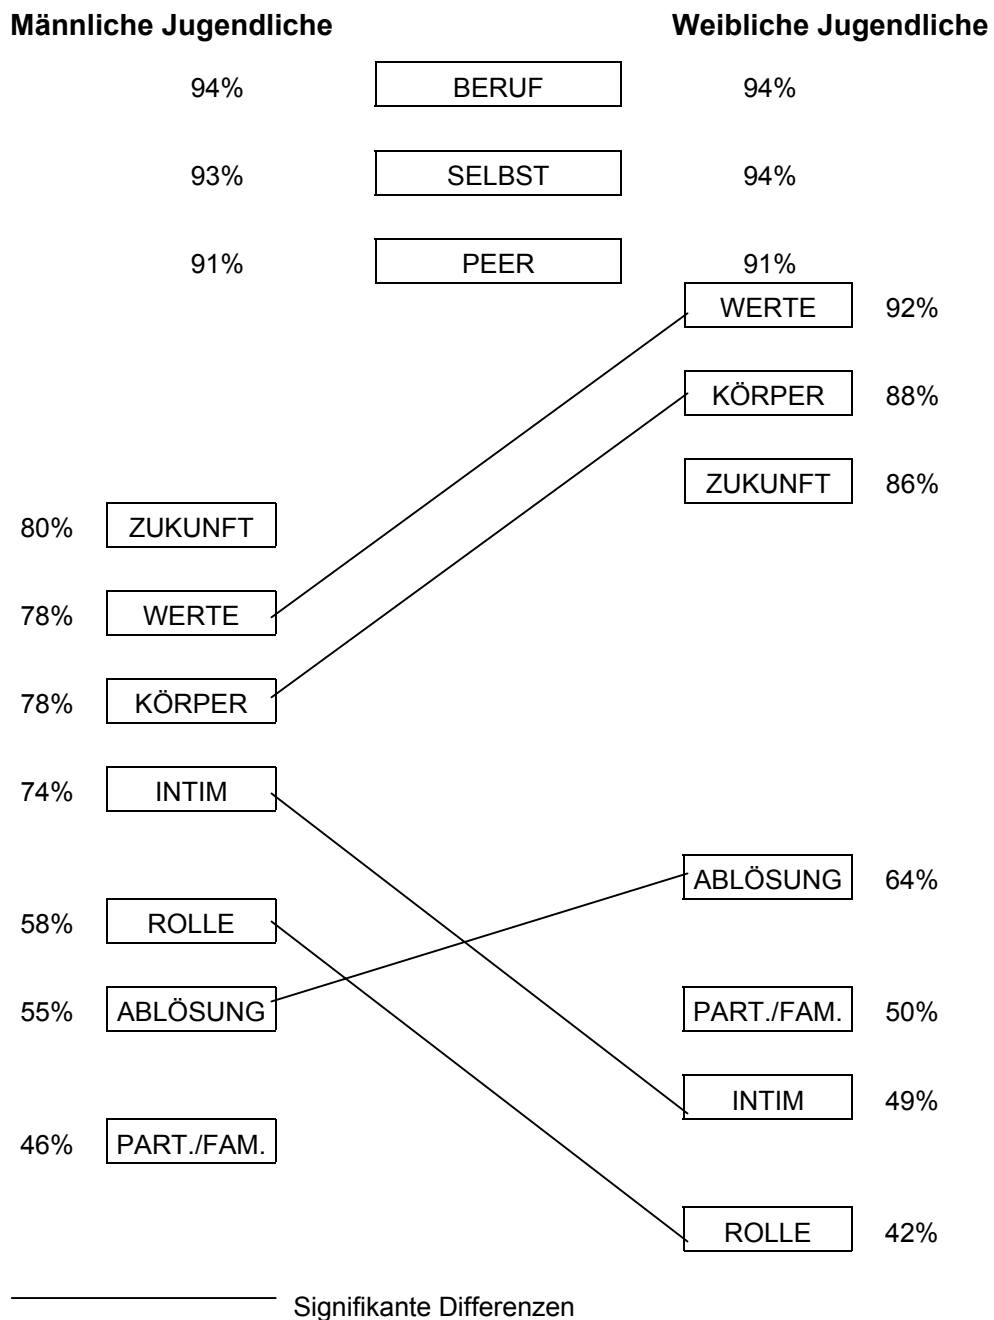 Männliche Jugendliche Weibliche Jugendliche
94% BERUF 94%
93% SELBST 94%
91% PEER 91%
WERTE 92%
KÖRPER 88%
ZUKUNFT 86%
80% ZUKUNFT
78% WERTE
78% KÖRPER
74% INTIM
ABLÖSUNG 64%
58% ROLLE
55% ABLÖSUNG PART./FAM. 50%
INTIM 49%
46% PART./FAM.
ROLLE 42%
Signifikante Differenzen